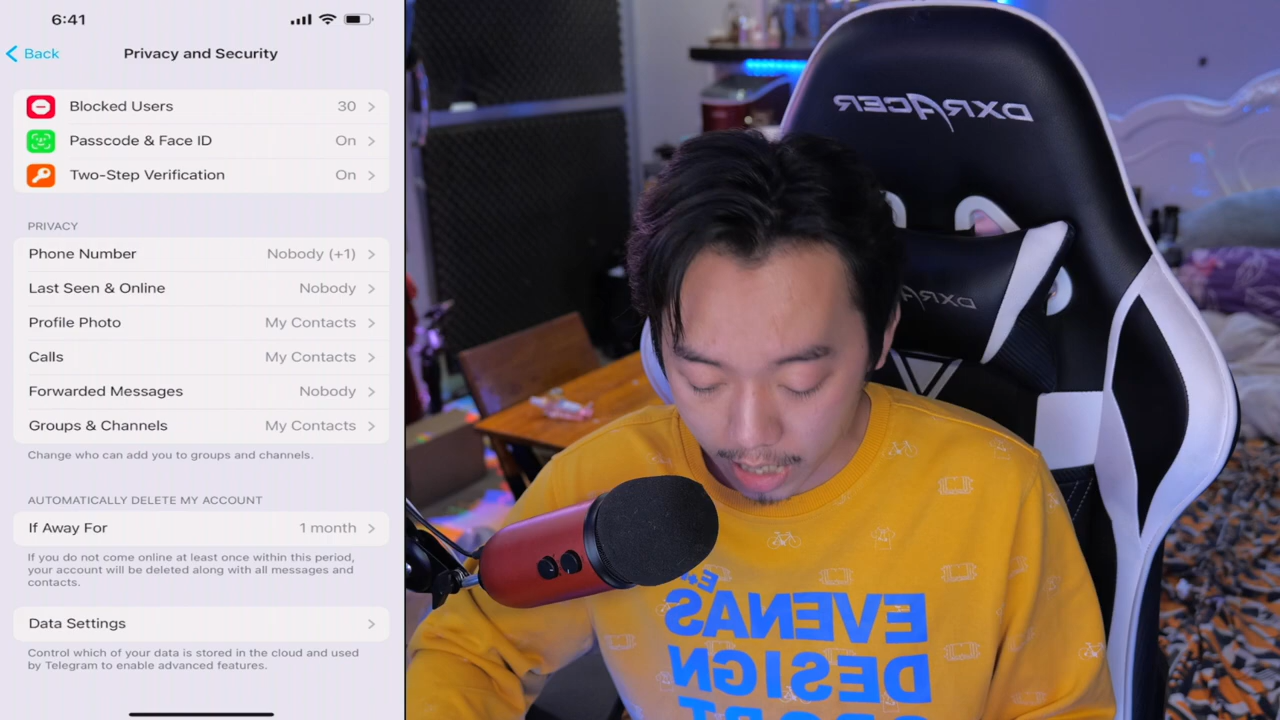 6:41
Back
Privacy and Security
Blocked Users 30
Passcode & Face ID On
Two-Step Verification On
PRIVACY
Phone Number Nobody (+1)
Last Seen & Online Nobody
Profile Photo My Contacts
Calls My Contacts
Forwarded Messages Nobody
Groups & Channels My Contacts
Change who can add you to groups and channels.
AUTOMATICALLY DELETE MY ACCOUNT
If Away For 1 month
If you do not come online at least once within this period,
your account will be deleted along with all messages and
contacts.
Data Settings
Control which of your data is stored in the cloud and used
by Telegram to enable advanced features.
DXRACER
DXRACER
EVENAS
DESIGN